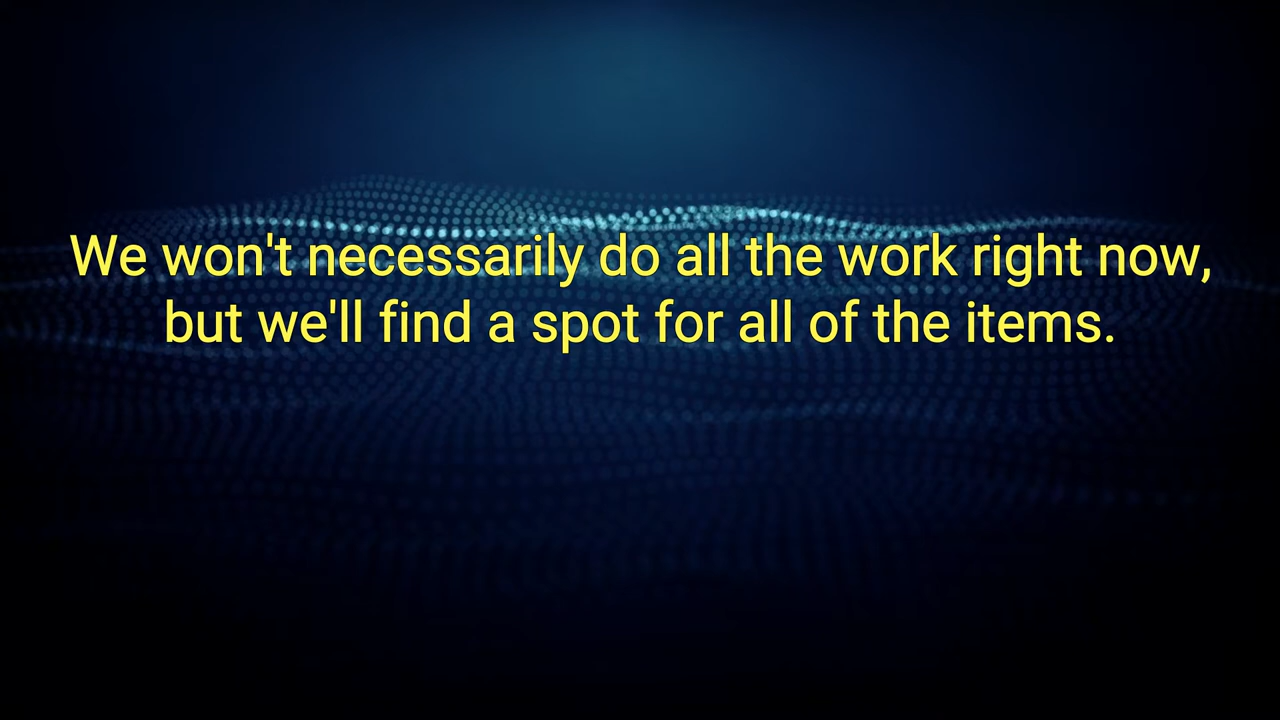 We won't necessarily do all the work right now,
but we'll find a spot for all of the items.